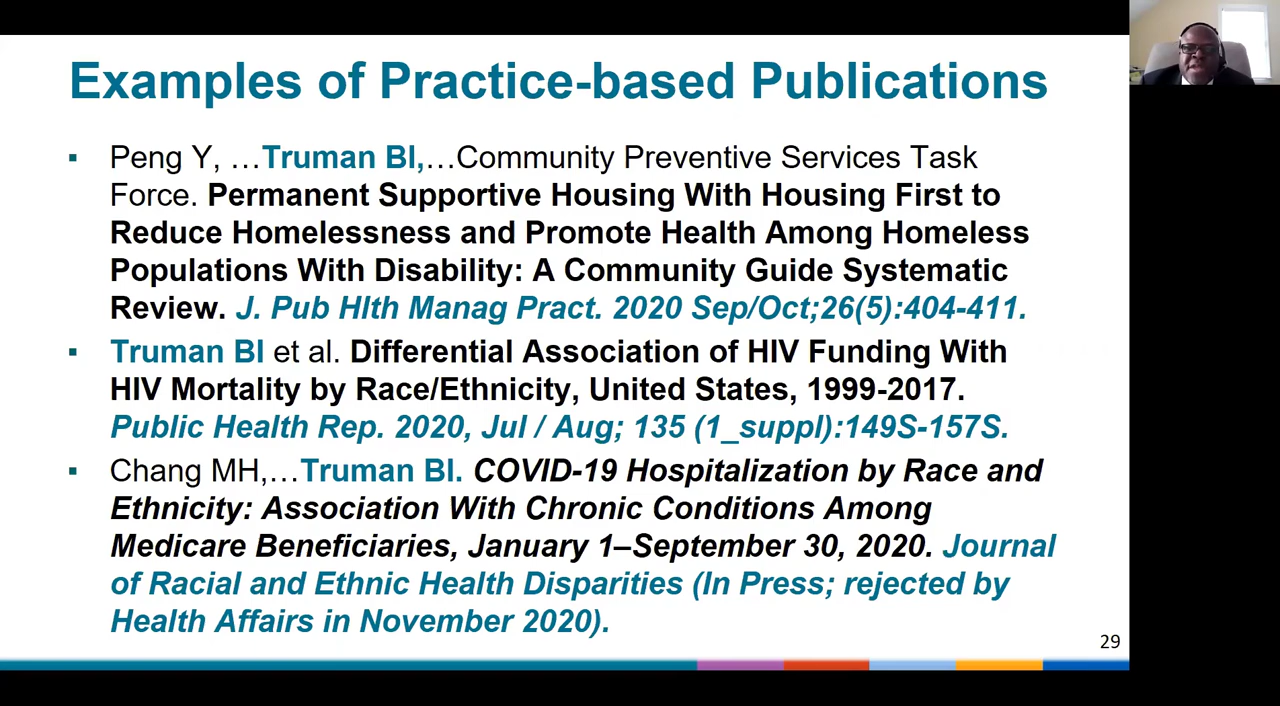 Examples of Practice-based Publications
▪ Peng Y, …Truman BI,…Community Preventive Services Task
Force. Permanent Supportive Housing With Housing First to
Reduce Homelessness and Promote Health Among Homeless
Populations With Disability: A Community Guide Systematic
Review. J. Pub Hlth Manag Pract. 2020 Sep/Oct;26(5):404-411.
▪ Truman BI et al. Differential Association of HIV Funding With
HIV Mortality by Race/Ethnicity, United States, 1999-2017.
Public Health Rep. 2020, Jul / Aug; 135 (1_suppl):149S-157S.
▪ Chang MH,…Truman BI. COVID-19 Hospitalization by Race and
Ethnicity: Association With Chronic Conditions Among
Medicare Beneficiaries, January 1–September 30, 2020. Journal
of Racial and Ethnic Health Disparities (In Press; rejected by
Health Affairs in November 2020).
29